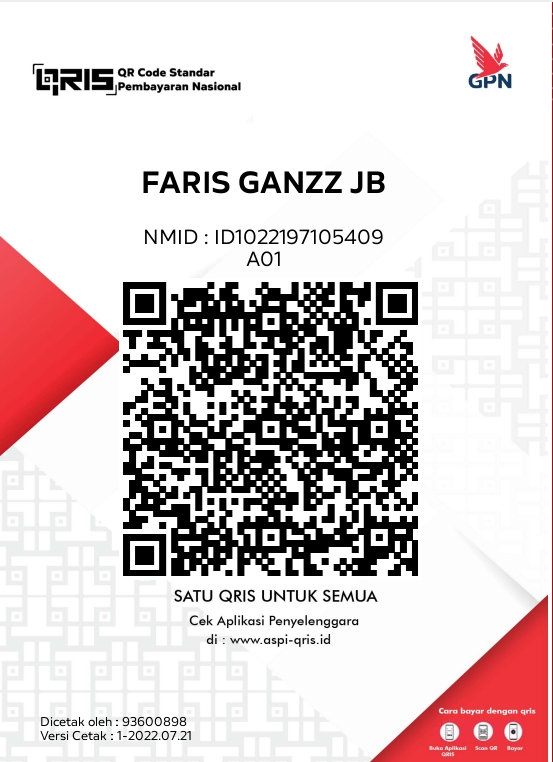 QRIS QR Code Standar
Pembayaran Nasional
GPN
FARIS GANZZ JB
NMID : ID1022197105409
A01
SATU QRIS UNTUK SEMUA
Cek Aplikasi Penyelenggara
di : www.aspi-qris.id
Dicetak oleh : 93600898
Versi Cetak : 1-2022.07.21
Cara bayar dengan qris
Buka Aplikasi
QRIS
Scan QR
Bayar